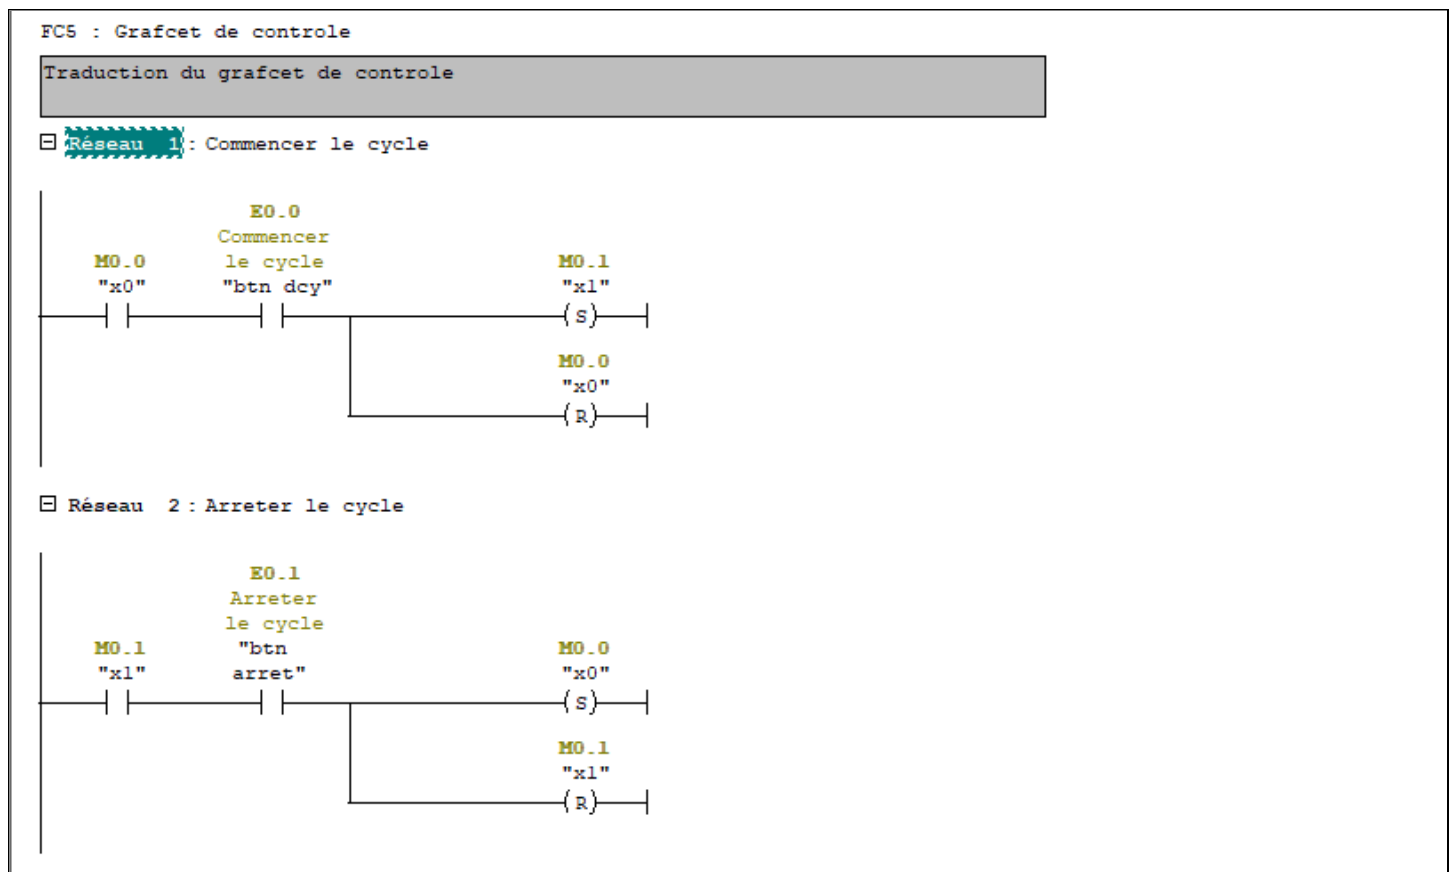 FC5 : Grafcet de controle
Traduction du grafcet de controle
Réseau 1 : Commencer le cycle
E0.0
Commencer
M0.0 le cycle M0.1
"x0" "btn dcy" "x1"
(S)
M0.0
"x0"
(R)
Réseau 2 : Arreter le cycle
E0.1
Arreter
le cycle
M0.1 "btn M0.0
"x1" arret" "x0"
(S)
M0.1
"x1"
(R)